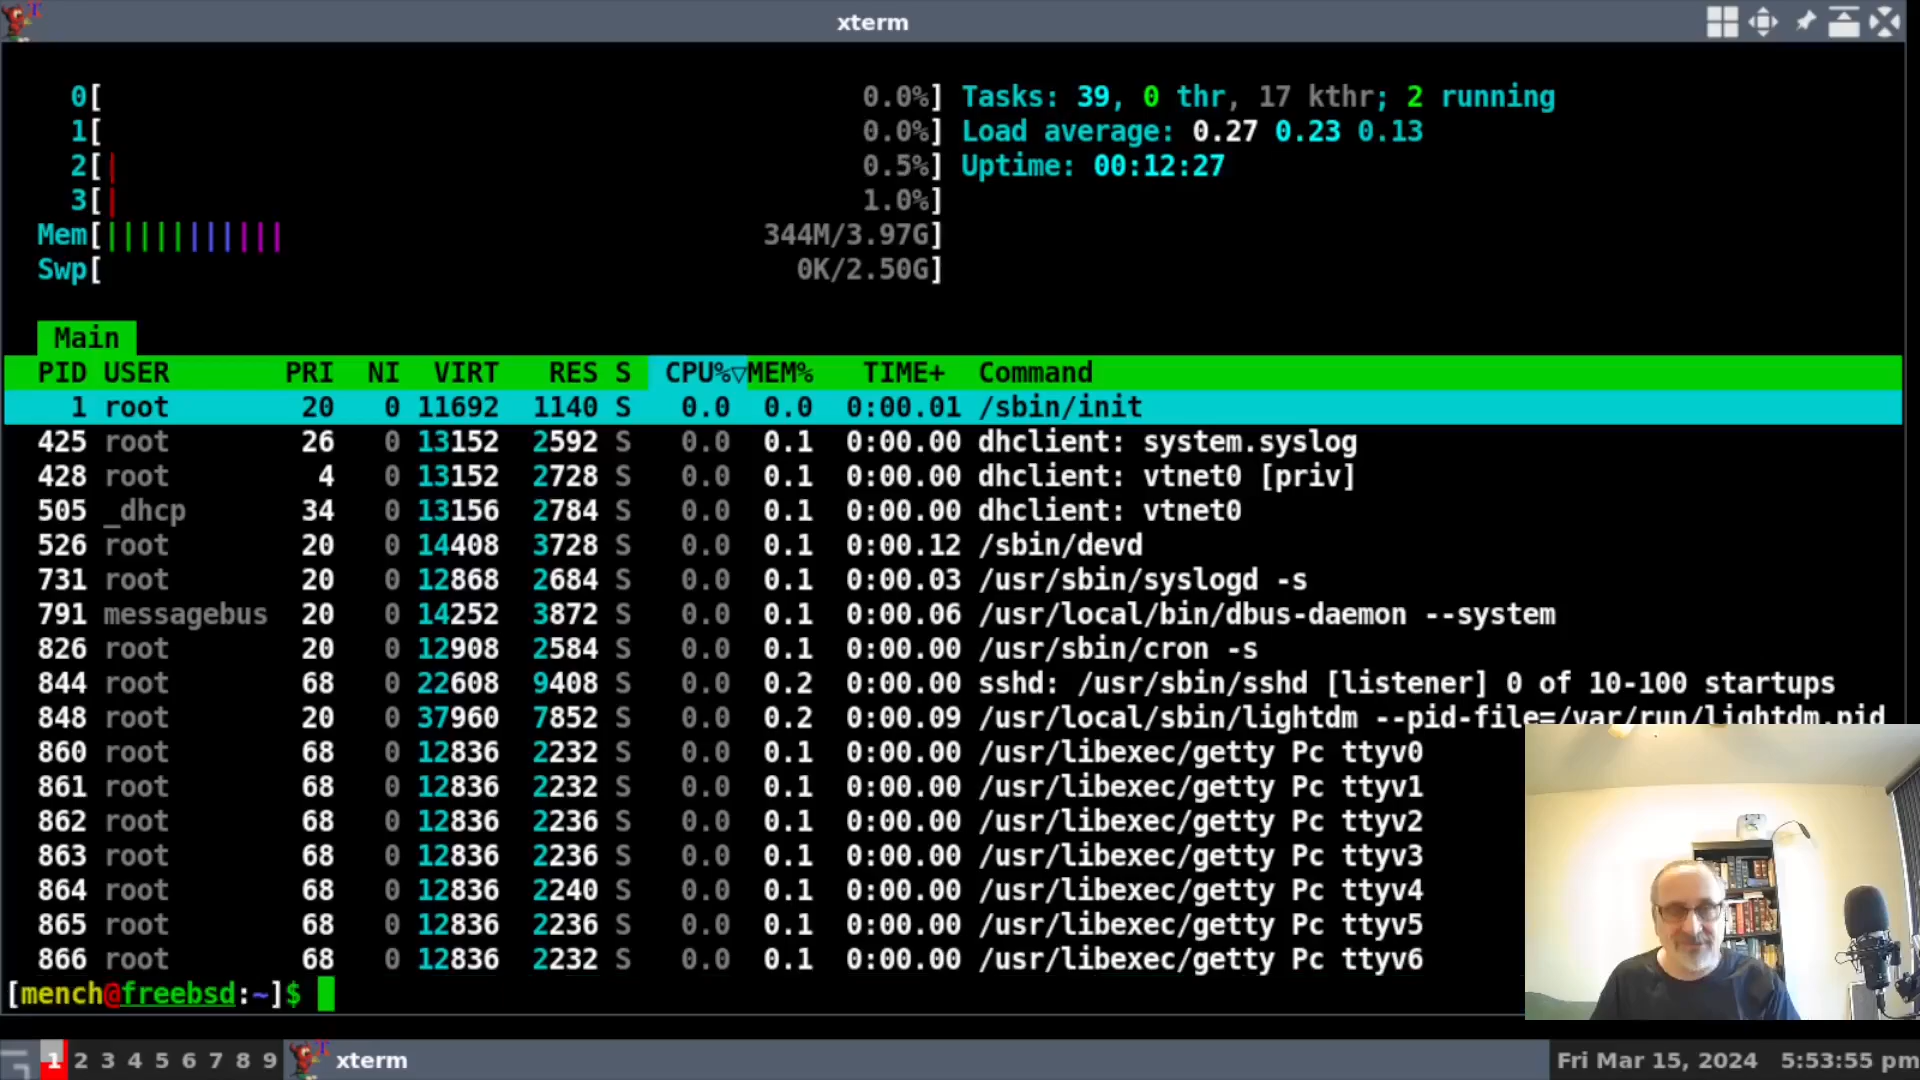 xterm
0[ 0.0%] Tasks: 39, 0 thr, 17 kthr; 2 running
1[ 0.0%] Load average: 0.27 0.23 0.13
2[| 0.5%] Uptime: 00:12:27
3[| 1.0%]
Mem[||||||||||| 344M/3.97G]
Swp[ 0K/2.50G]
Main
PID USER PRI NI VIRT RES S CPU%▽MEM% TIME+ Command
1 root 20 0 11692 1140 S 0.0 0.0 0:00.01 /sbin/init
425 root 26 0 13152 2592 S 0.0 0.1 0:00.00 dhclient: system.syslog
428 root 4 0 13152 2728 S 0.0 0.1 0:00.00 dhclient: vtnet0 [priv]
505 _dhcp 34 0 13156 2784 S 0.0 0.1 0:00.00 dhclient: vtnet0
526 root 20 0 14408 3728 S 0.0 0.1 0:00.12 /sbin/devd
731 root 20 0 12868 2684 S 0.0 0.1 0:00.03 /usr/sbin/syslogd -s
791 messagebus 20 0 14252 3872 S 0.0 0.1 0:00.06 /usr/local/bin/dbus-daemon --system
826 root 20 0 12908 2584 S 0.0 0.1 0:00.00 /usr/sbin/cron -s
844 root 68 0 22608 9408 S 0.0 0.2 0:00.00 sshd: /usr/sbin/sshd [listener] 0 of 10-100 startups
848 root 20 0 37960 7852 S 0.0 0.2 0:00.09 /usr/local/sbin/lightdm --pid-file=/var/run/lightdm.pid
860 root 68 0 12836 2232 S 0.0 0.1 0:00.00 /usr/libexec/getty Pc ttyv0
861 root 68 0 12836 2232 S 0.0 0.1 0:00.00 /usr/libexec/getty Pc ttyv1
862 root 68 0 12836 2236 S 0.0 0.1 0:00.00 /usr/libexec/getty Pc ttyv2
863 root 68 0 12836 2236 S 0.0 0.1 0:00.00 /usr/libexec/getty Pc ttyv3
864 root 68 0 12836 2240 S 0.0 0.1 0:00.00 /usr/libexec/getty Pc ttyv4
865 root 68 0 12836 2236 S 0.0 0.1 0:00.00 /usr/libexec/getty Pc ttyv5
866 root 68 0 12836 2232 S 0.0 0.1 0:00.00 /usr/libexec/getty Pc ttyv6
[mench@freebsd:~]$
1 2 3 4 5 6 7 8 9 xterm Fri Mar 15, 2024 5:53:55 pm